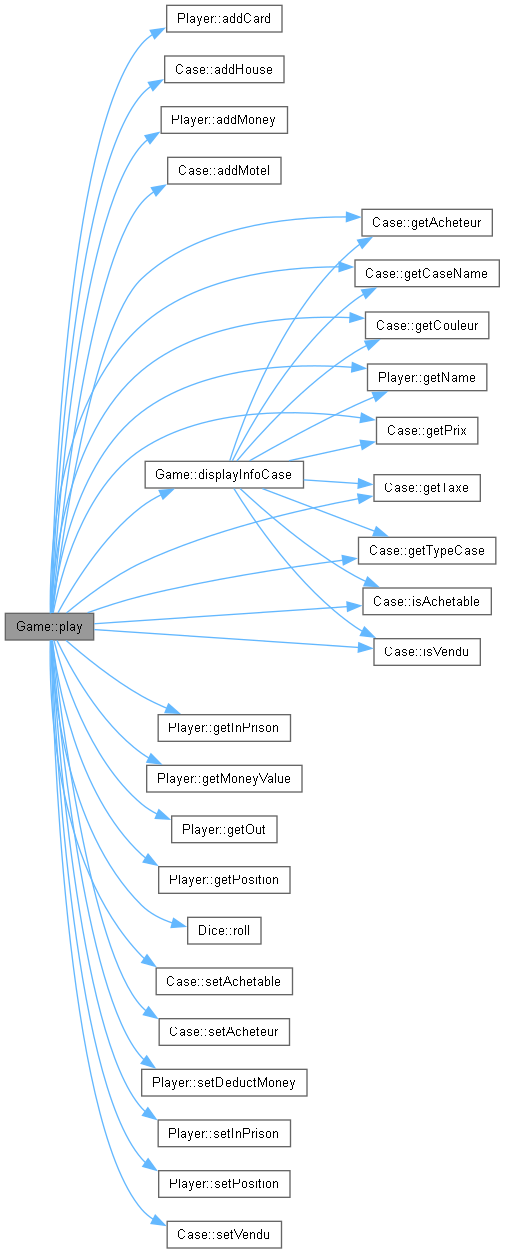 Player::addCard
Case::addHouse
Player::addMoney
Case::addMotel
Case::getAcheteur
Case::getCaseName
Case::getCouleur
Player::getName
Case::getPrix
Game::displayInfoCase
Case::getTaxe
Case::getTypeCase
Case::isAchetable
Game::play
Case::isVendu
Player::getInPrison
Player::getMoneyValue
Player::getOut
Player::getPosition
Dice::roll
Case::setAchetable
Case::setAcheteur
Player::setDeductMoney
Player::setInPrison
Player::setPosition
Case::setVendu